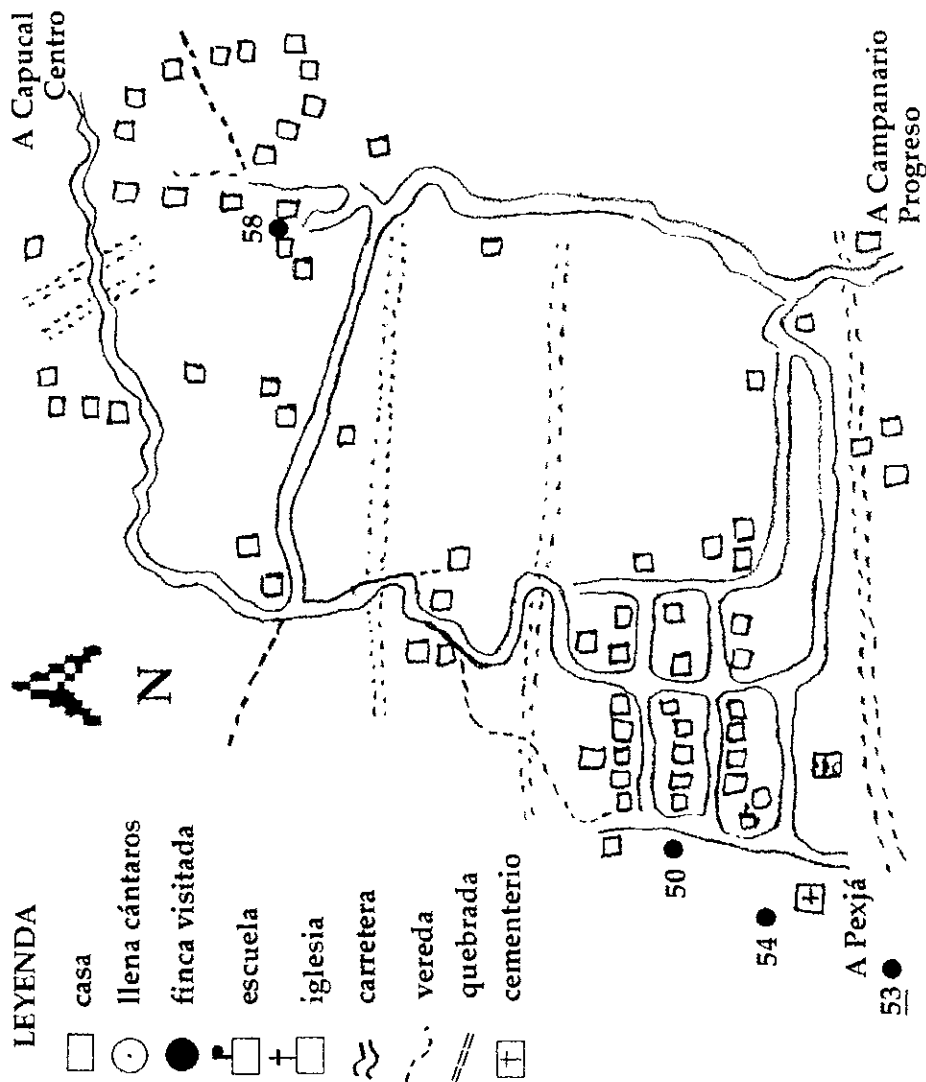 LEYENDA
casa
llena cántaros
finca visitada
escuela
iglesia
carretera
vereda
quebrada
cementerio
N
A Capucal
Centro
58
A Campanario
Progreso
50
54
A Pexjá
53